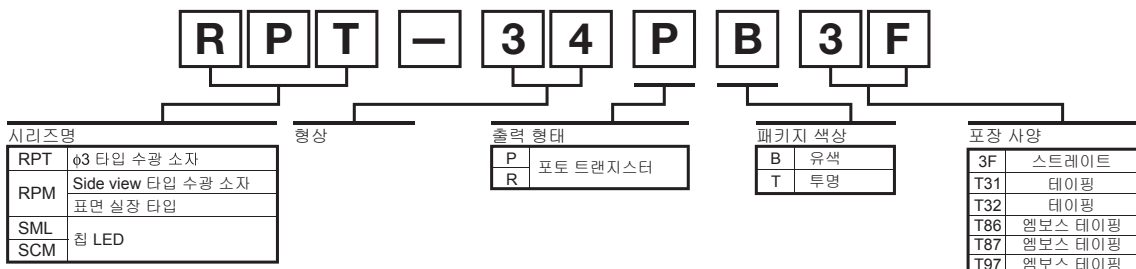 RPT－34PB3F
시리즈명
RPT φ3 타입 수광 소자
RPM Side view 타입 수광 소자
표면 실장 타입
SML 칩 LED
SCM
형상
출력 형태
P 포토 트랜지스터
R
패키지 색상
B 유색
T 투명
포장 사양
3F 스트레이트
T31 테이핑
T32 테이핑
T86 엠보스 테이핑
T87 엠보스 테이핑
T97 엠보스 테이핑